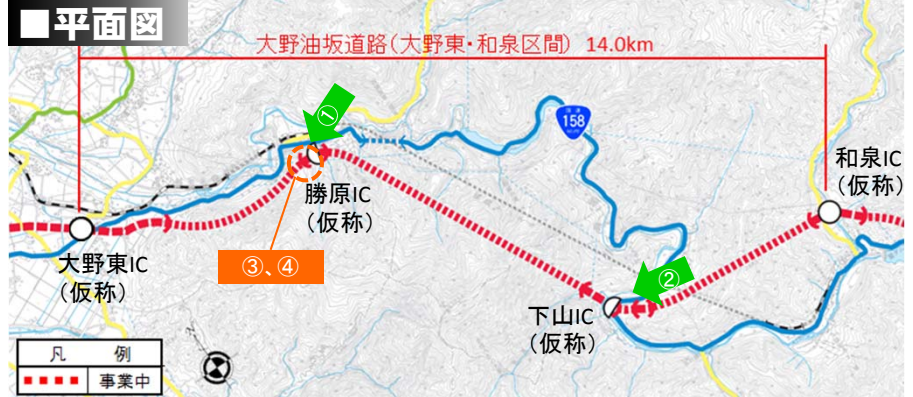 ■平面図
大野油坂道路(大野東・和泉区間) 14.0km
①
158
和泉IC
(仮称)
勝原IC
(仮称)
③、④
大野東IC
(仮称)
②
下山IC
(仮称)
凡 例
事業中